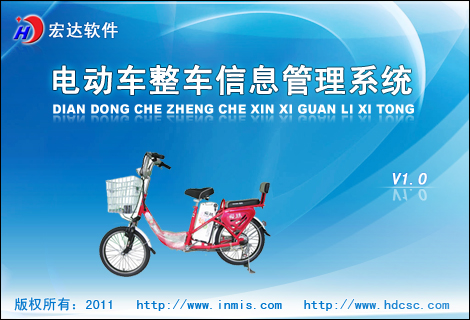 宏达软件
电动车整车信息管理系统
DIAN DONG CHE ZHENG CHE XIN XI GUAN LI XI TONG
V1.0
版权所有：2011 http://www.inmis.com http://www.hdcsc.com